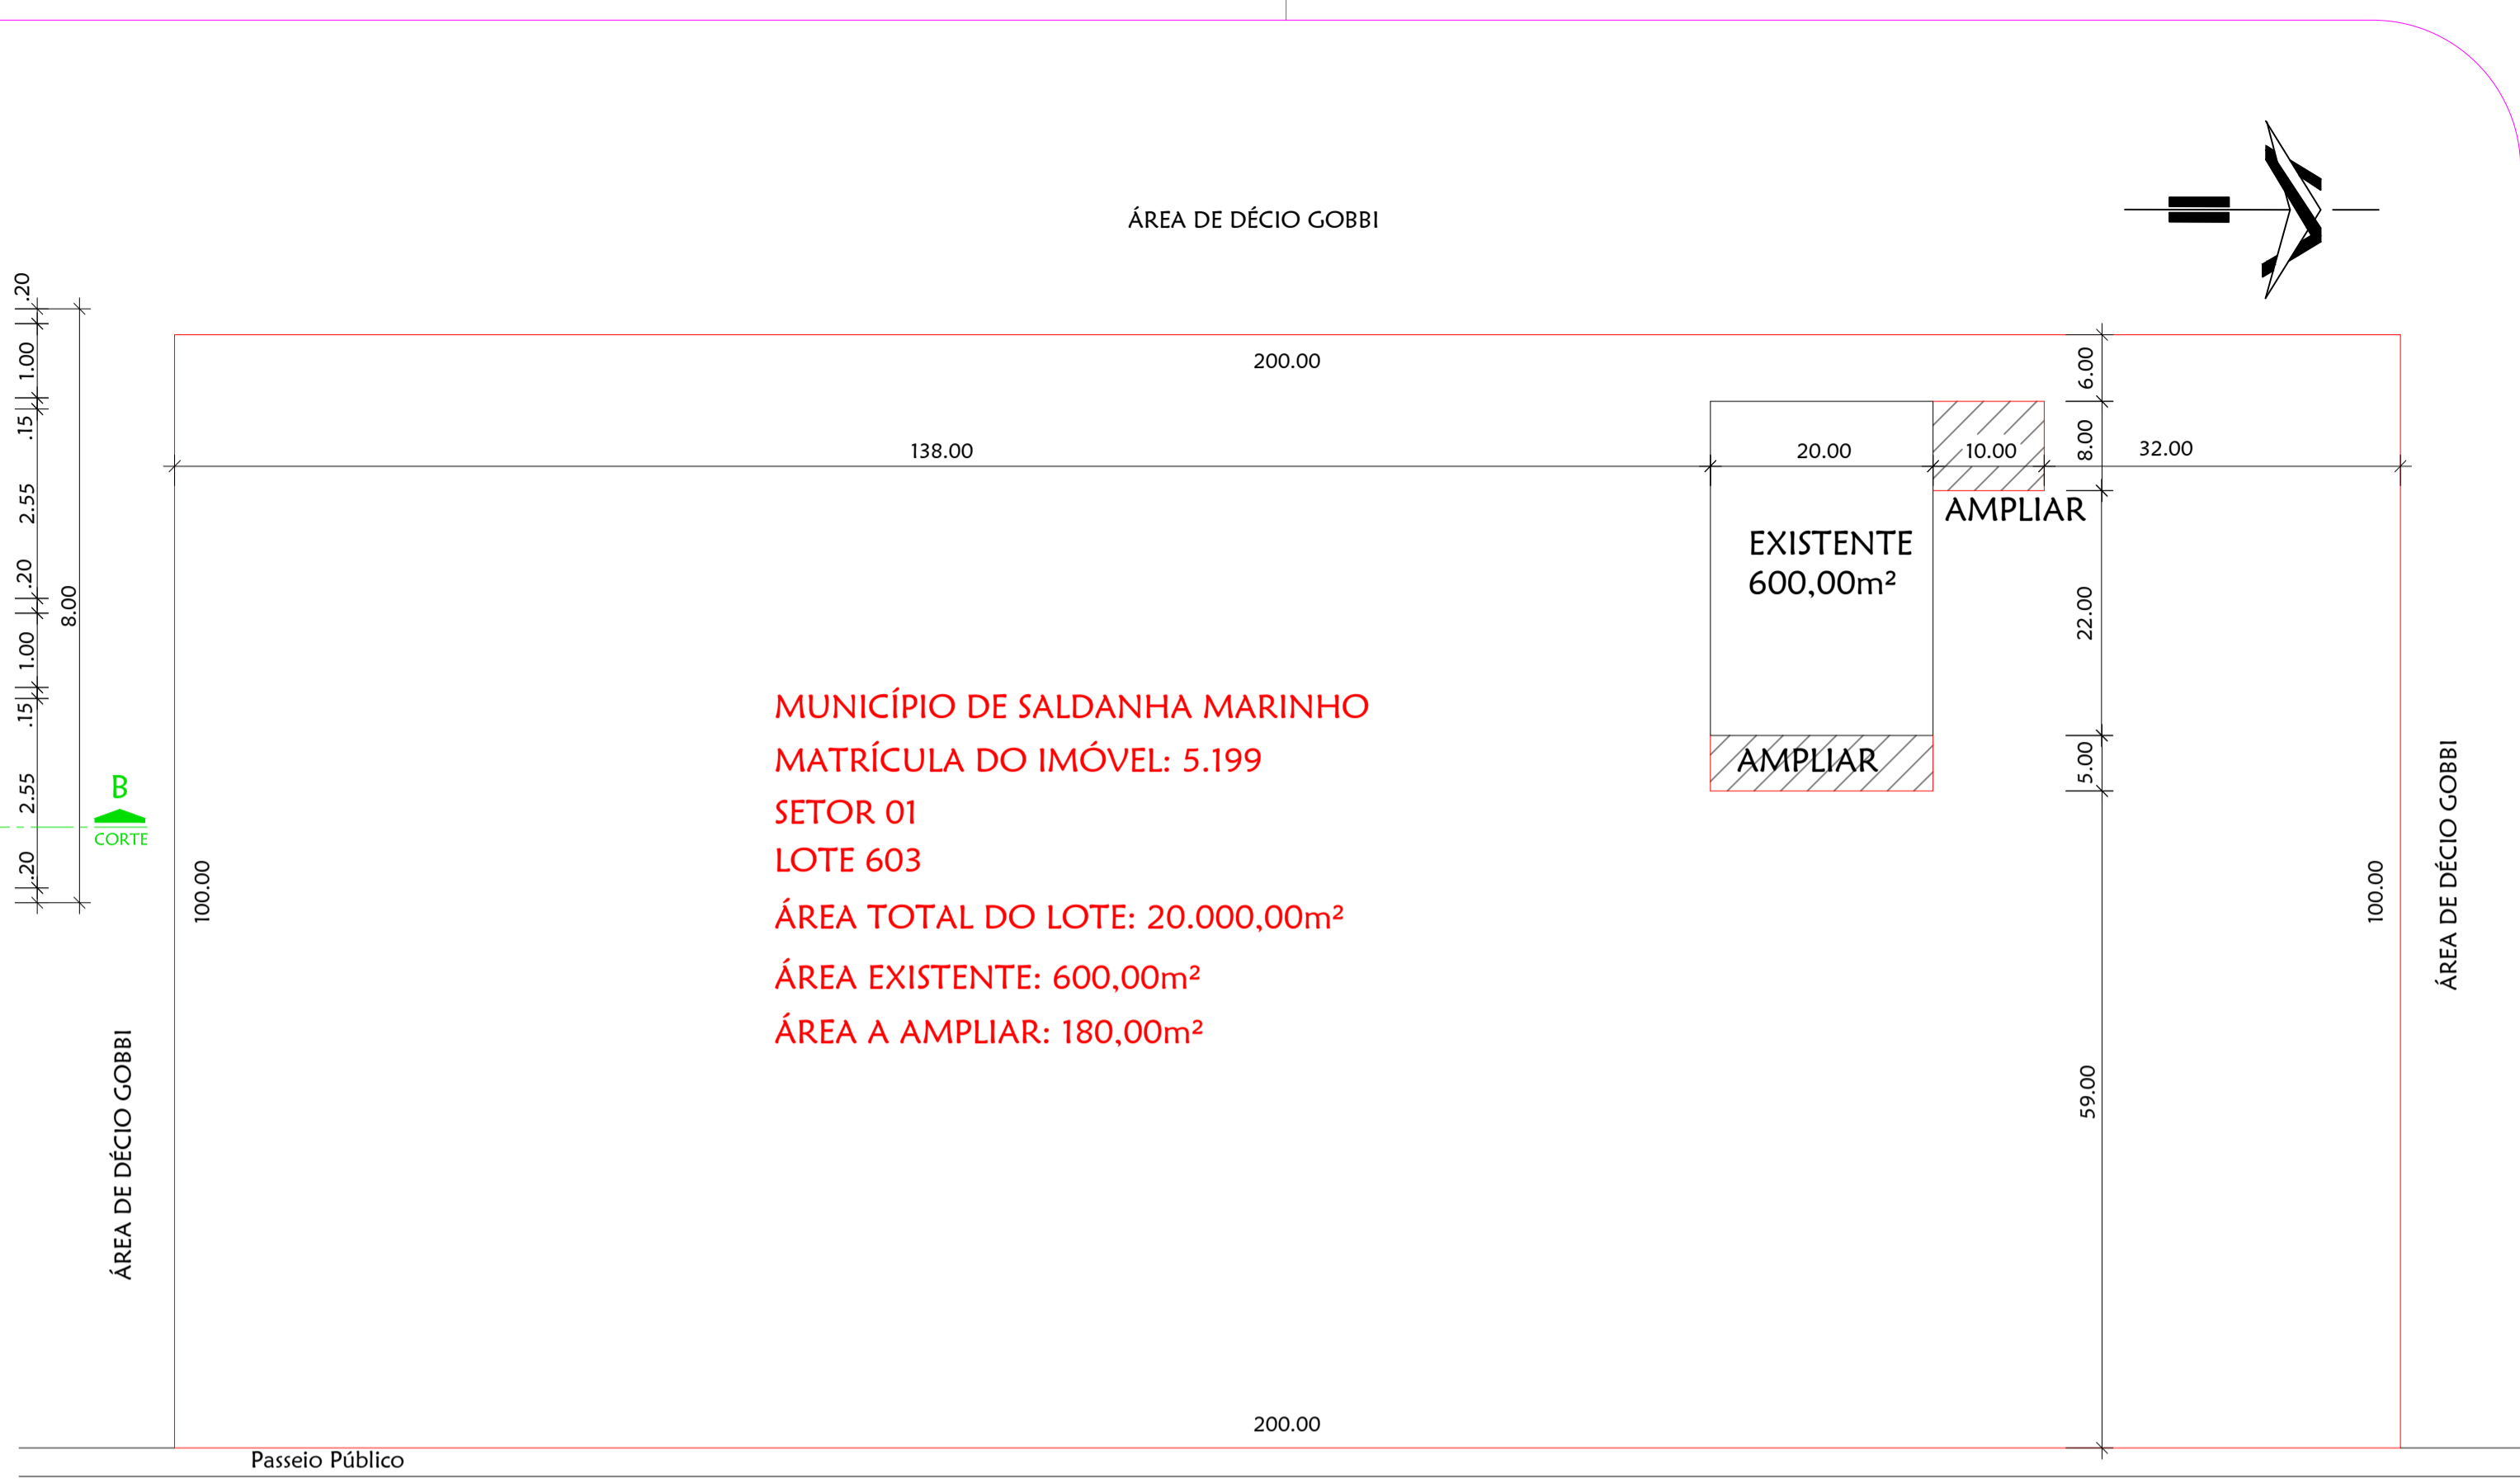 ÁREA DE DÉCIO GOBBI
.20
1.00
.15
2.55
.20
1.00
.15
2.55
.20
8.00
B
CORTE
200.00
138.00
20.00
10.00
32.00
6.00
8.00
22.00
5.00
59.00
AMPLIAR
EXISTENTE
600,00m²
AMPLIAR
MUNICÍPIO DE SALDANHA MARINHO
MATRÍCULA DO IMÓVEL: 5.199
SETOR 01
LOTE 603
ÁREA TOTAL DO LOTE: 20.000,00m²
ÁREA EXISTENTE: 600,00m²
ÁREA A AMPLIAR: 180,00m²
100.00
100.00
ÁREA DE DÉCIO GOBBI
ÁREA DE DÉCIO GOBBI
200.00
Passeio Público